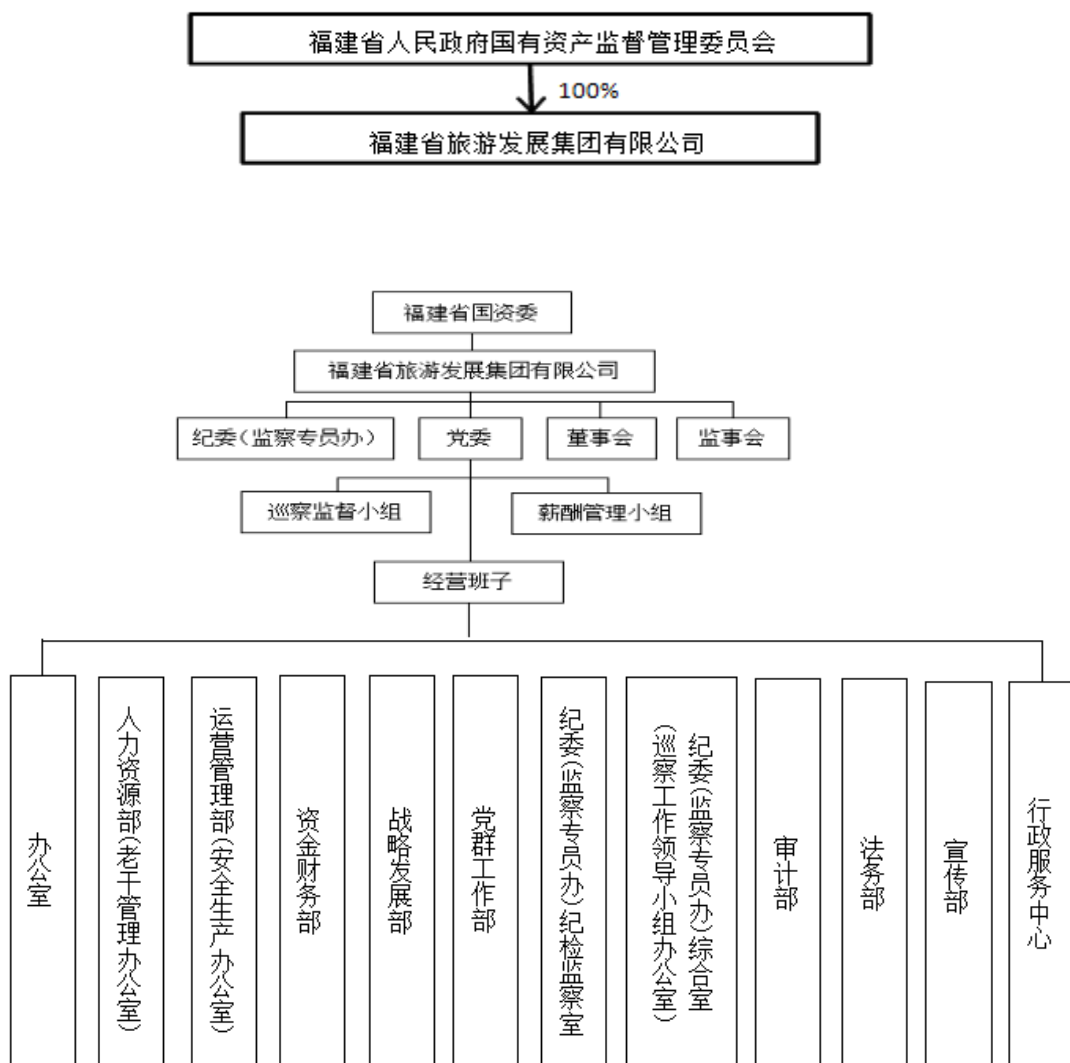 福建省人民政府国有资产监督管理委员会
100%
福建省旅游发展集团有限公司
福建省国资委
福建省旅游发展集团有限公司
纪委（监察专员办）
党委
董事会
监事会
巡察监督小组
薪酬管理小组
经营班子
办公室
人力资源部（老干管理办公室）
运营管理部（安全生产办公室）
资金财务部
战略发展部
党群工作部
纪委（监察专员办）纪检监察室
纪委（监察专员办）综合室
（巡察工作领导小组办公室）
审计部
法务部
宣传部
行政服务中心